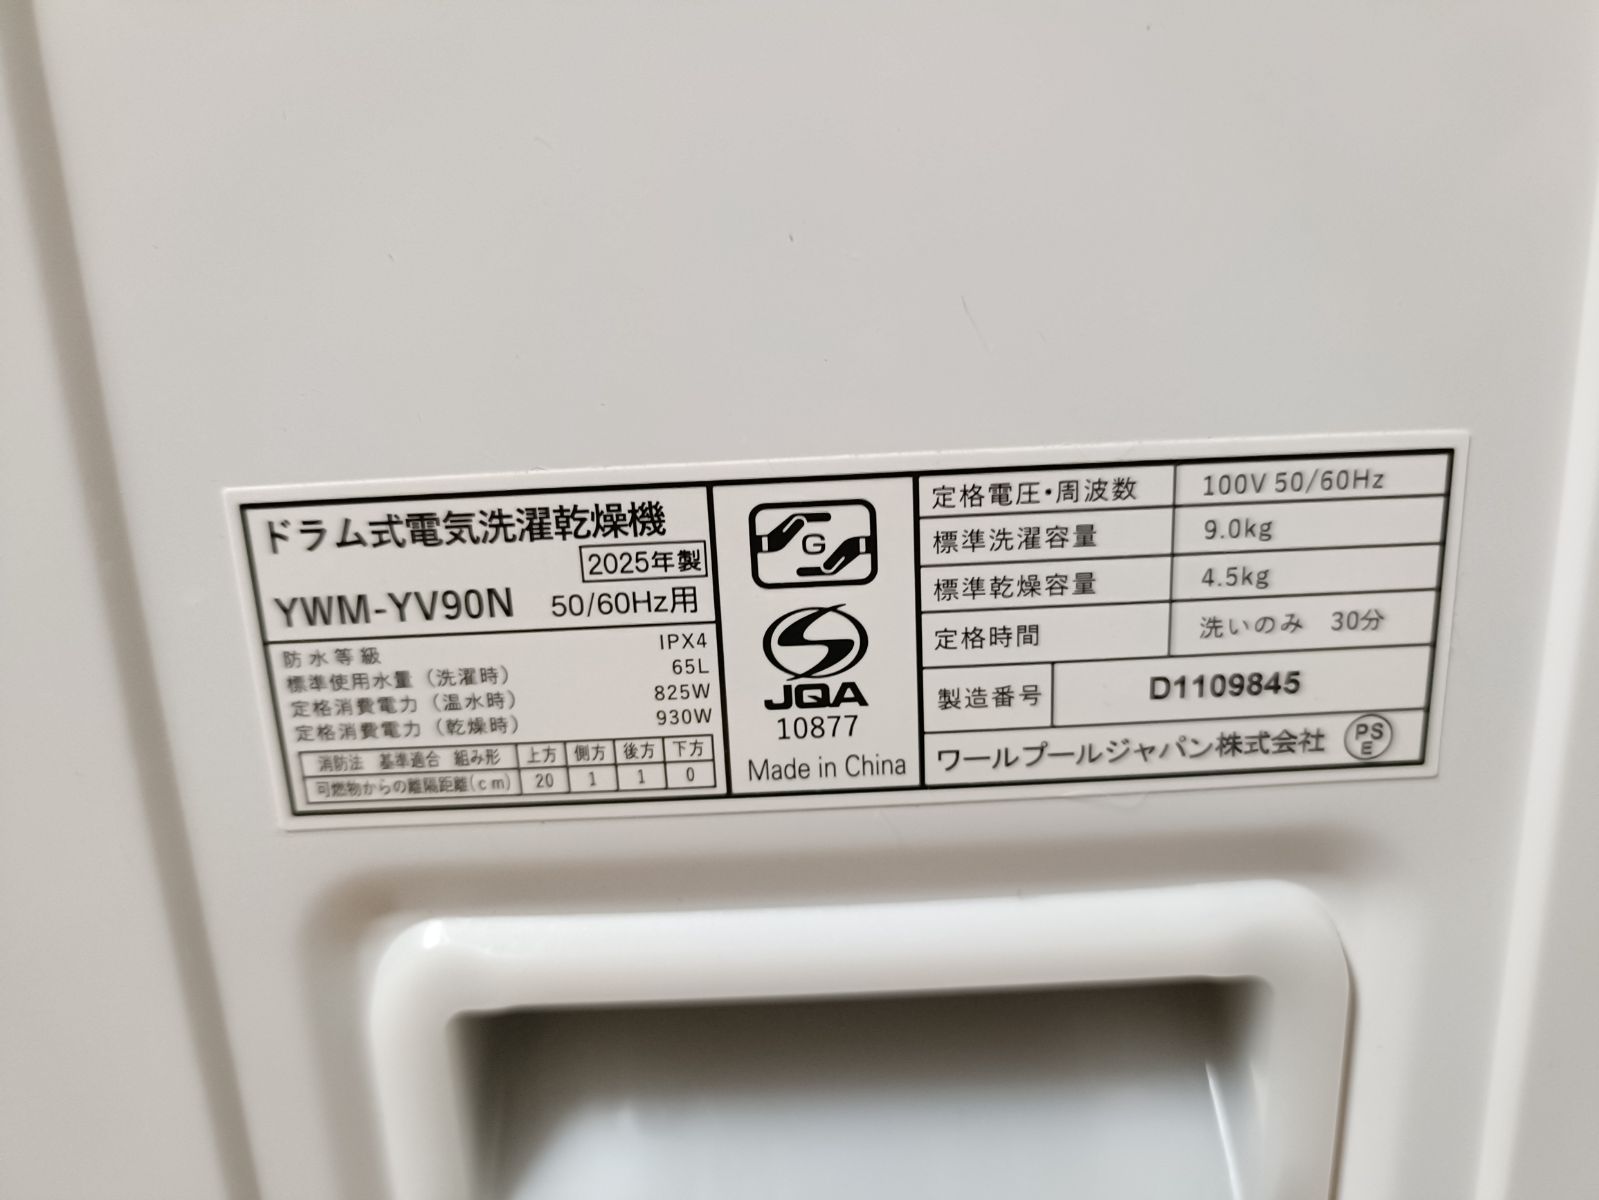 ドラム式電気洗濯乾燥機
2025年製
YWM-YV90N 50/60Hz用
防水等級 IPX4
標準使用水量（洗濯時） 65L
定格消費電力（温水時） 825W
定格消費電力（乾燥時） 930W
消防法 基準適合 組み形 上方 側方 後方 下方
可燃物からの離隔距離(cm) 20 1 1 0
G
S
JQA
10877
Made in China
定格電圧・周波数 100V 50/60Hz
標準洗濯容量 9.0kg
標準乾燥容量 4.5kg
定格時間 洗いのみ 30分
製造番号 D1109845
ワールプールジャパン株式会社 PSE